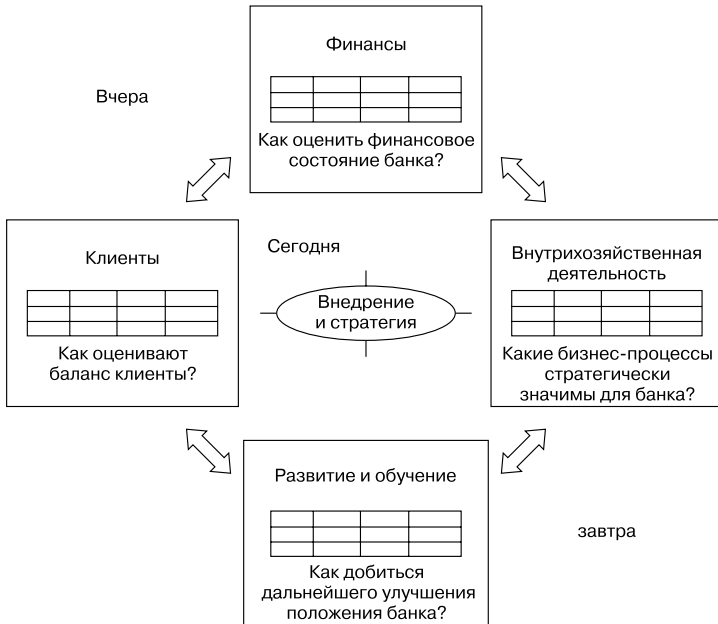 Финансы
Вчера
Как оценить финансовое
состояние банка?
Клиенты
Как оценивают
баланс клиенты?
Сегодня
Внедрение
и стратегия
Внутрихозяйственная
деятельность
Какие бизнес-процессы
стратегически
значимы для банка?
Развитие и обучение
Как добиться
дальнейшего улучшения
положения банка?
завтра